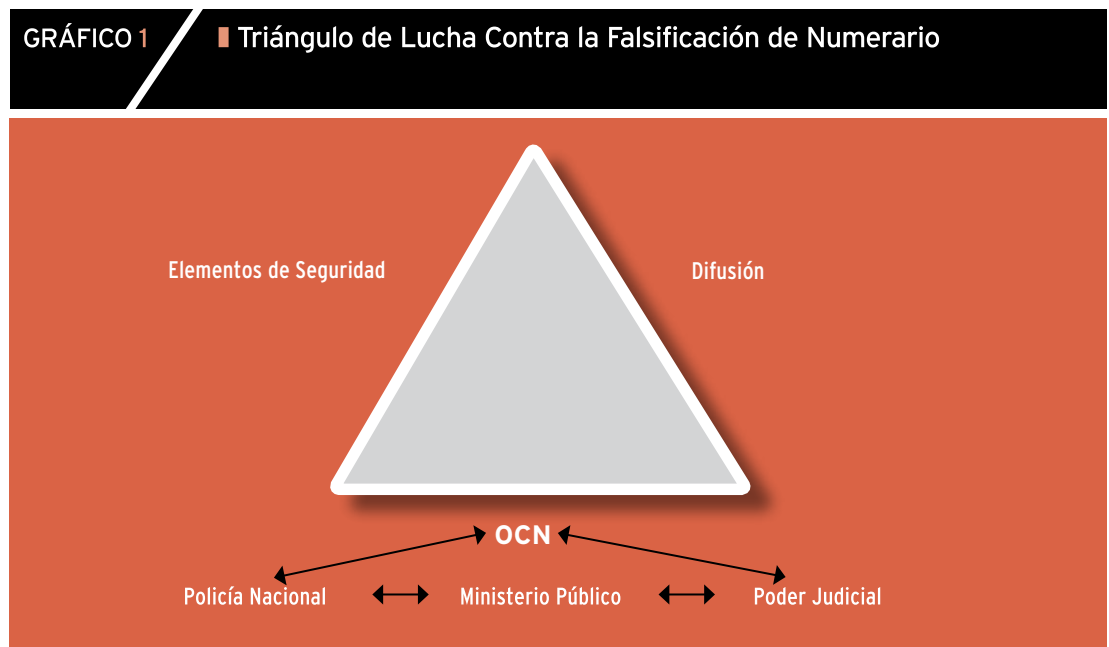 GRÁFICO 1
Triángulo de Lucha Contra la Falsificación de Numerario
Elementos de Seguridad
Difusión
OCN
Policía Nacional
Ministerio Público
Poder Judicial